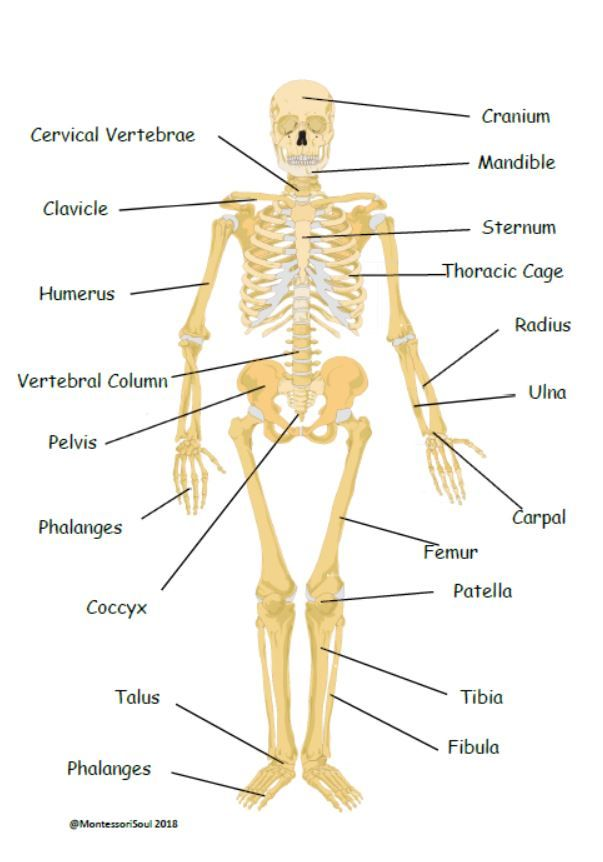 Cranium
Cervical Vertebrae
Mandible
Clavicle
Sternum
Thoracic Cage
Humerus
Radius
Vertebral Column
Ulna
Pelvis
Carpal
Phalanges
Femur
Patella
Coccyx
Talus
Tibia
Fibula
Phalanges
@MontessoriSoul 2018